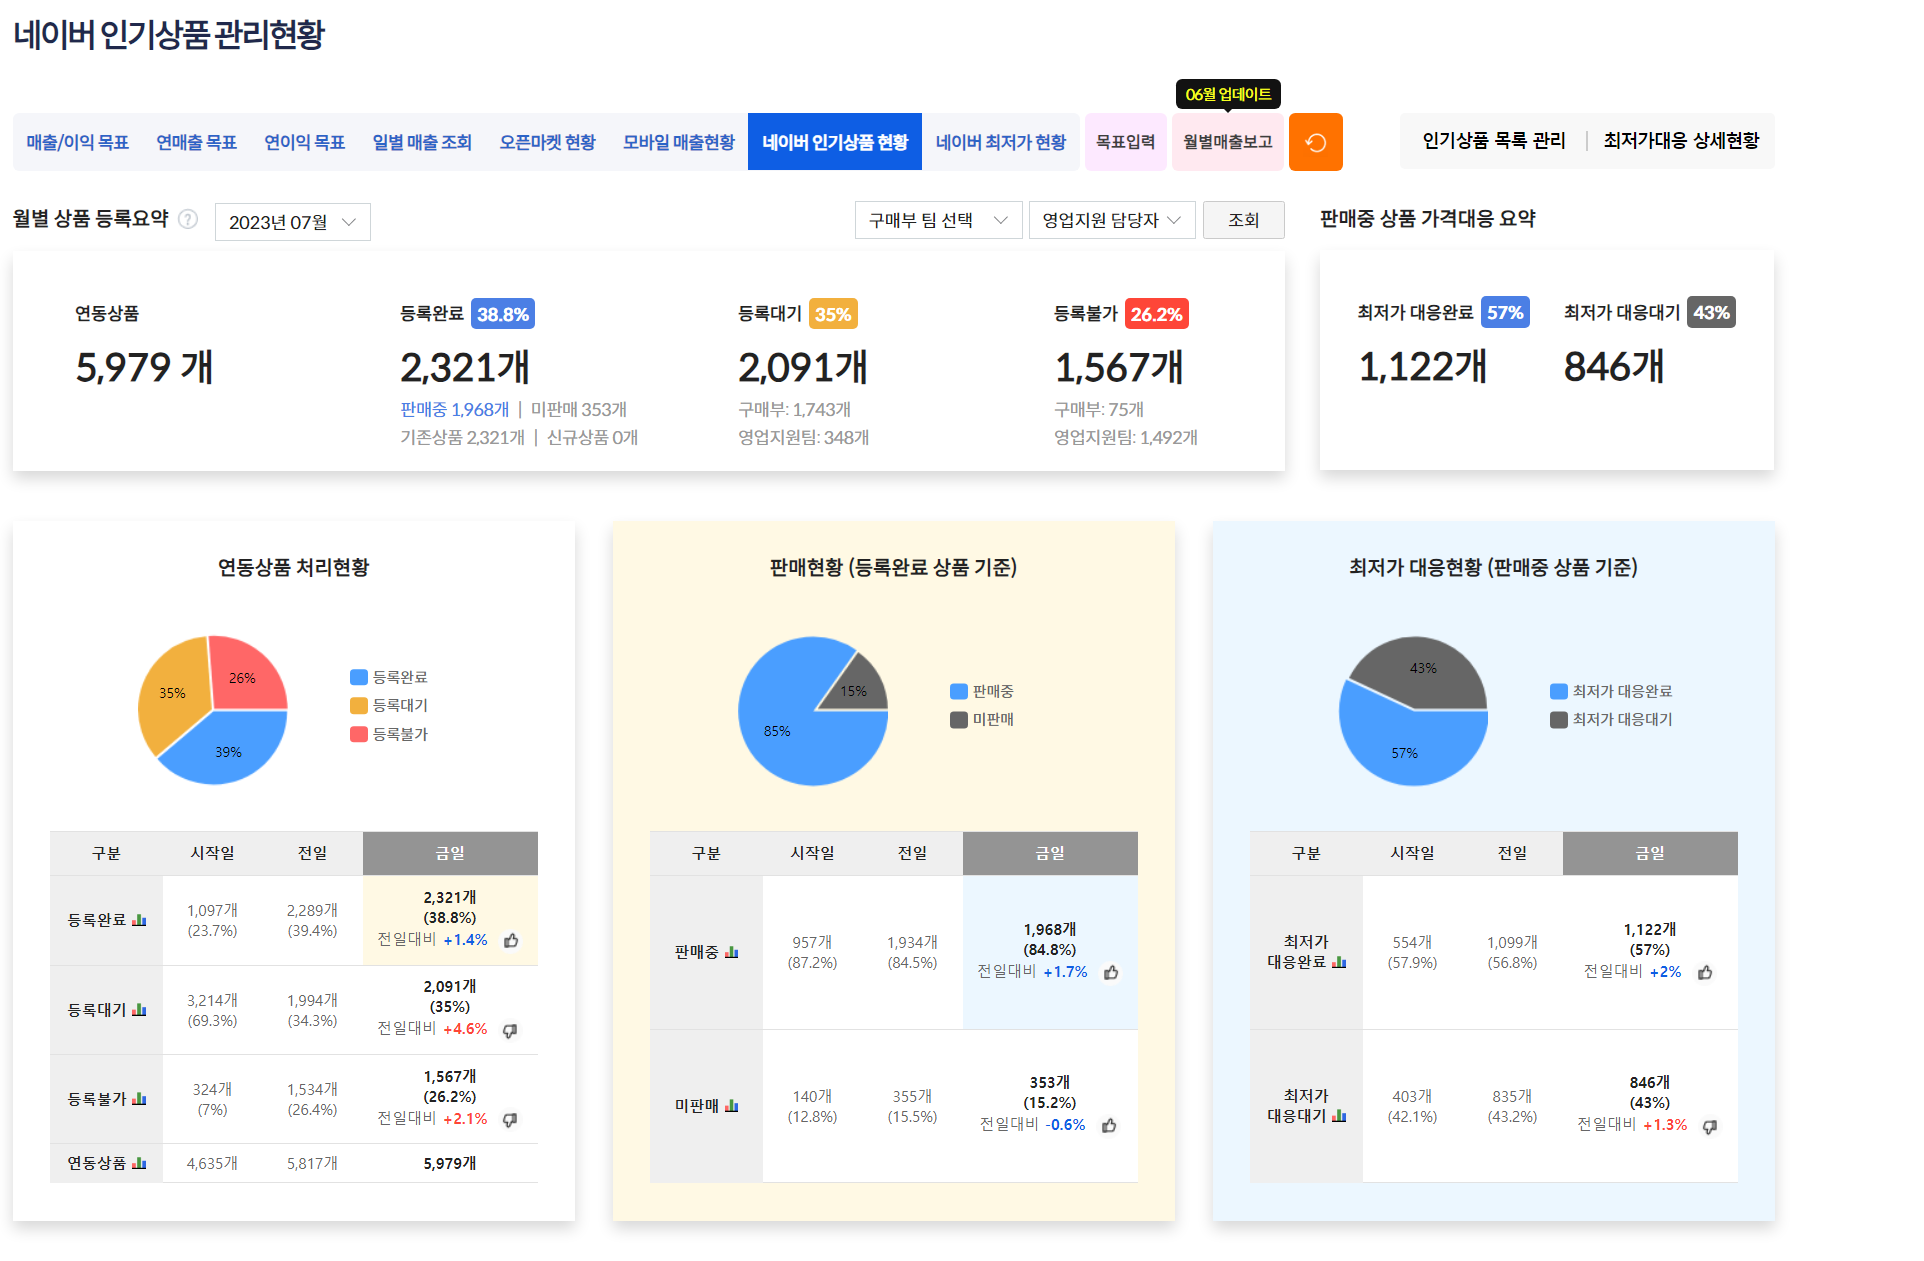 네이버 인기상품 관리현황
06월 업데이트
매출/이익 목표 연매출 목표 연이익 목표 일별 매출 조회 오픈마켓 현황 모바일 매출현황 네이버 인기상품 현황 네이버 최저가 현황 목표입력 월별매출보고 인기상품 목록 관리 | 최저가대응 상세현황
월별 상품 등록요약 ? 2023년 07월 구매부 팀 선택 영업지원 담당자 조회 판매중 상품 가격대응 요약
연동상품 등록완료 38.8% 등록대기 35% 등록불가 26.2% 최저가 대응완료 57% 최저가 대응대기 43%
5,979 개 2,321개 2,091개 1,567개 1,122개 846개
판매중 1,968개 | 미판매 353개 구매부: 1,743개 구매부: 75개
기존상품 2,321개 | 신규상품 0개 영업지원팀: 348개 영업지원팀: 1,492개
연동상품 처리현황
26%
35%
39%
등록완료
등록대기
등록불가
구분 시작일 전일 금일
등록완료 1,097개 (23.7%) 2,289개 (39.4%) 2,321개 (38.8%) 전일대비 +1.4%
등록대기 3,214개 (69.3%) 1,994개 (34.3%) 2,091개 (35%) 전일대비 +4.6%
등록불가 324개 (7%) 1,534개 (26.4%) 1,567개 (26.2%) 전일대비 +2.1%
연동상품 4,635개 5,817개 5,979개
판매현황 (등록완료 상품 기준)
15%
85%
판매중
미판매
구분 시작일 전일 금일
판매중 957개 (87.2%) 1,934개 (84.5%) 1,968개 (84.8%) 전일대비 +1.7%
미판매 140개 (12.8%) 355개 (15.5%) 353개 (15.2%) 전일대비 -0.6%
최저가 대응현황 (판매중 상품 기준)
43%
57%
최저가 대응완료
최저가 대응대기
구분 시작일 전일 금일
최저가 대응완료 554개 (57.9%) 1,099개 (56.8%) 1,122개 (57%) 전일대비 +2%
최저가 대응대기 403개 (42.1%) 835개 (43.2%) 846개 (43%) 전일대비 +1.3%